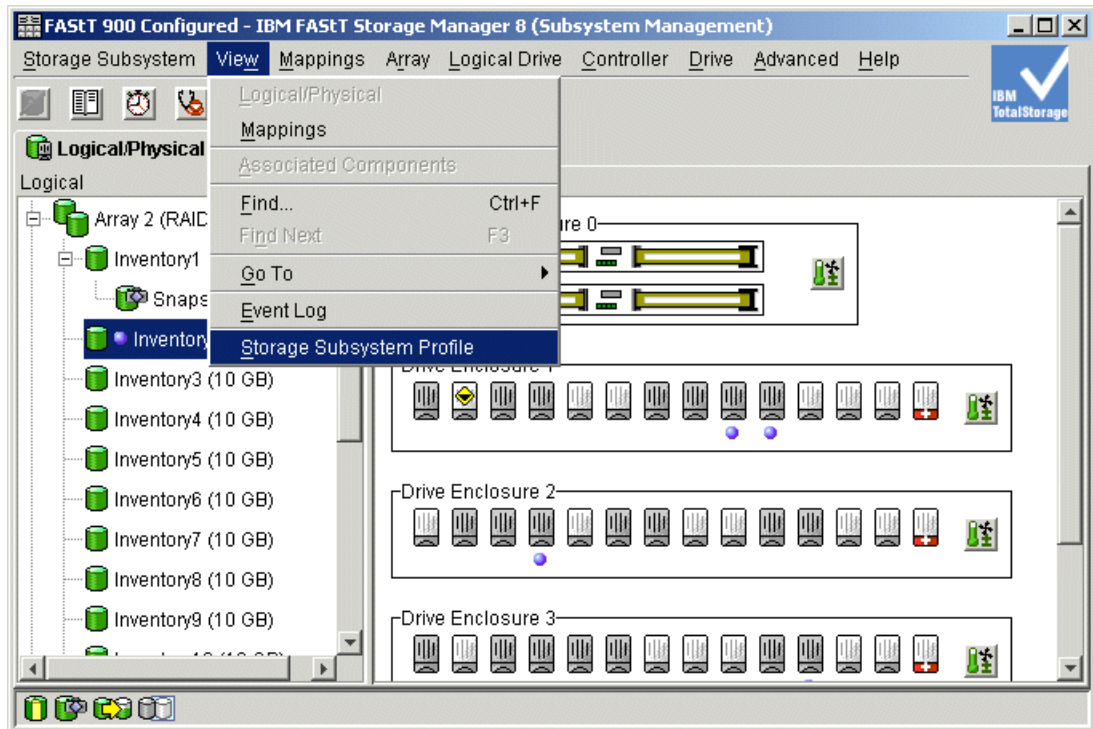 FAStT 900 Configured - IBM FAStT Storage Manager 8 (Subsystem Management)
Storage Subsystem View Mappings Array Logical Drive Controller Drive Advanced Help
IBM
TotalStorage
Logical/Physical
Logical
Logical/Physical
Mappings
Associated Components
Find... Ctrl+F
Find Next F3
Go To
Event Log
Storage Subsystem Profile
Array 2 (RAID
Inventory1
Snaps
Inventory
Inventory3 (10 GB)
Inventory4 (10 GB)
Inventory5 (10 GB)
Inventory6 (10 GB)
Inventory7 (10 GB)
Inventory8 (10 GB)
Inventory9 (10 GB)
ure 0
Drive Enclosure 1
Drive Enclosure 2
Drive Enclosure 3